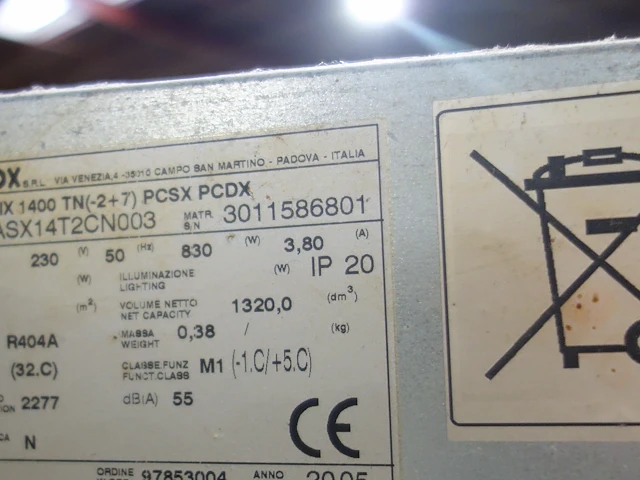 S.R.L. VIA VENEZIA,4 -35010 CAMPO SAN MARTINO - PADOVA - ITALIA
1400 TN(-2+7) PCSX PCDX
ASX14T2CN003 MATR. S/N 3011586801
230 (V) 50 (Hz) 830 (W) 3,80 (A)
(W) ILLUMINAZIONE LIGHTING (W) IP 20
(m²) VOLUME NETTO NET CAPACITY 1320,0 (dm³)
R404A MASSA WEIGHT 0,38 / (kg)
(32.C) CLASSE.FUNZ FUNCT.CLASS M1 (-1.C/+5.C)
2277 dB(A) 55
N CE
ORDINE 97853004 ANNO 2005